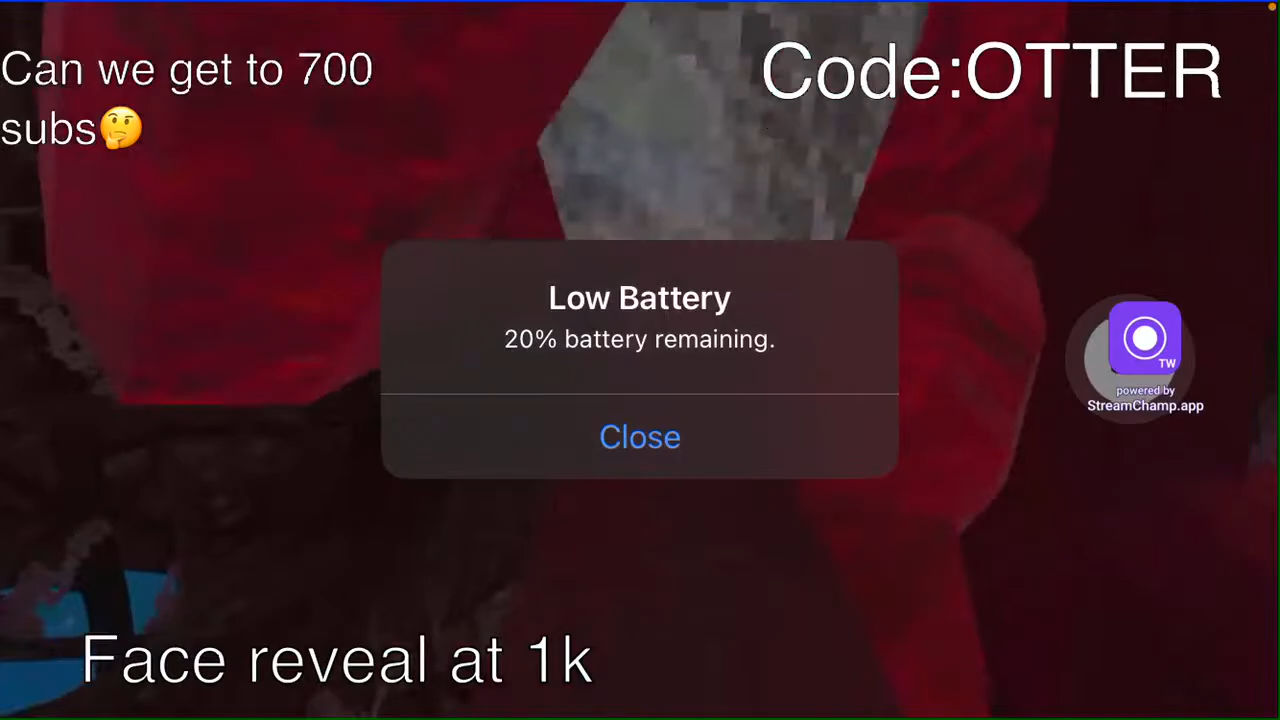 Can we get to 700
subs🤔
Code:OTTER
Low Battery
20% battery remaining.
Close
TW
powered by
StreamChamp.app
Face reveal at 1k